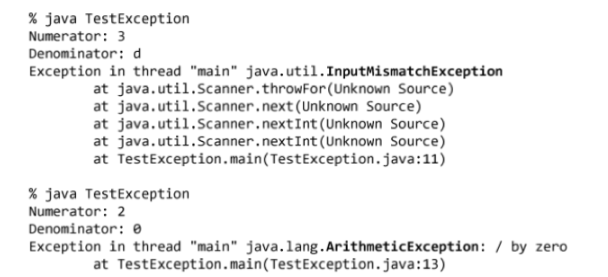 % java TestException
Numerator: 3
Denominator: d
Exception in thread "main" java.util.InputMismatchException
        at java.util.Scanner.throwFor(Unknown Source)
        at java.util.Scanner.next(Unknown Source)
        at java.util.Scanner.nextInt(Unknown Source)
        at java.util.Scanner.nextInt(Unknown Source)
        at TestException.main(TestException.java:11)

% java TestException
Numerator: 2
Denominator: 0
Exception in thread "main" java.lang.ArithmeticException: / by zero
        at TestException.main(TestException.java:13)